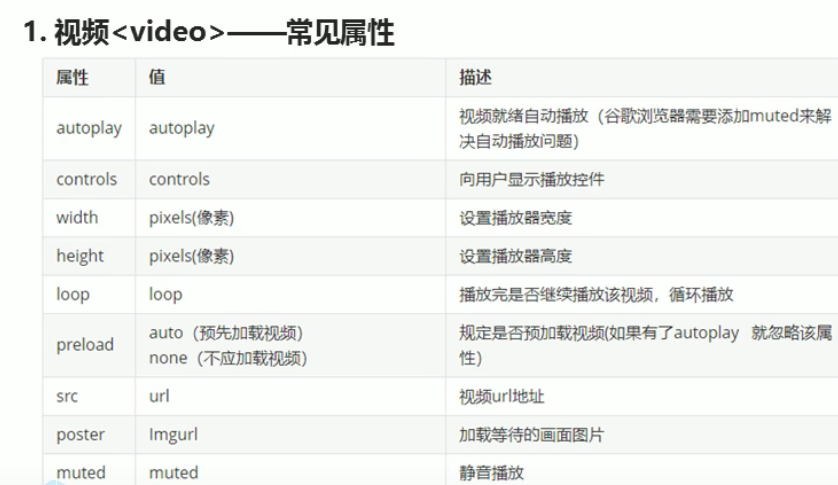 1. 视频<video>——常见属性
属性 值 描述
autoplay autoplay 视频就绪自动播放（谷歌浏览器需要添加muted来解
决自动播放问题）
controls controls 向用户显示播放控件
width pixels(像素) 设置播放器宽度
height pixels(像素) 设置播放器高度
loop loop 播放完是否继续播放该视频，循环播放
preload auto（预先加载视频）
none（不应加载视频） 规定是否预加载视频(如果有了autoplay 就忽略该属
性）
src url 视频url地址
poster Imgurl 加载等待的画面图片
muted muted 静音播放